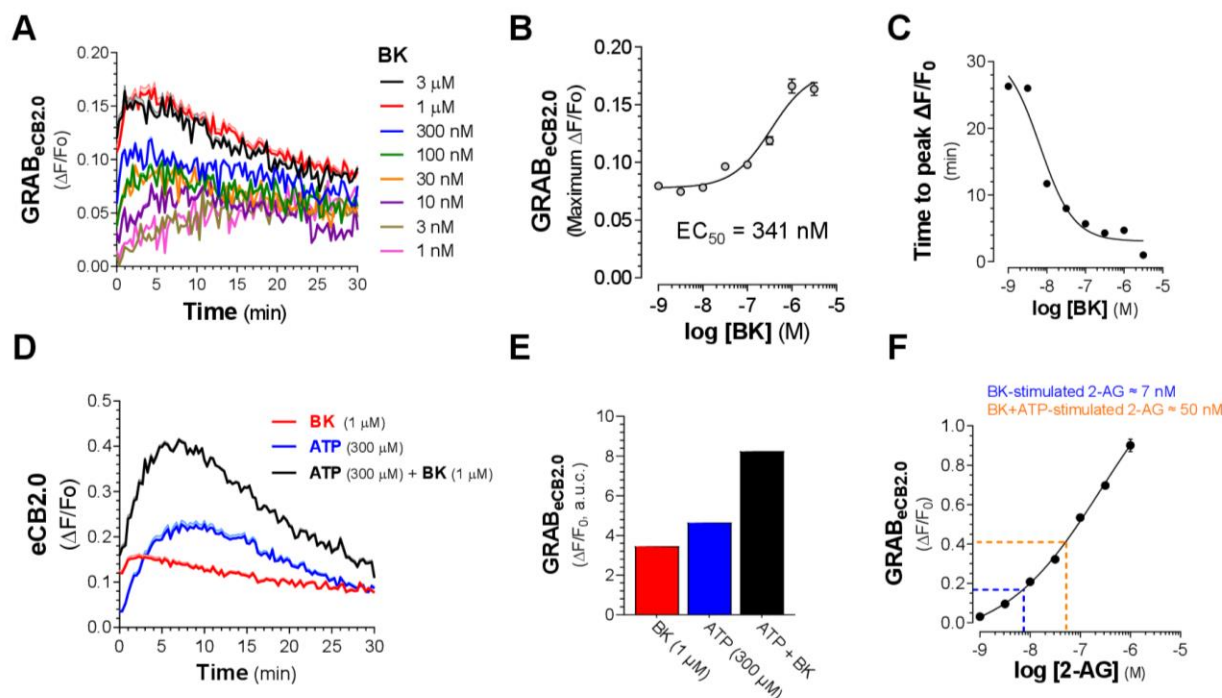 A
GRABeCB2.0
(ΔF/Fo)
0.20
0.15
0.10
0.05
0.00
0
5
10
15
20
25
30
Time (min)
BK
3 μM
1 μM
300 nM
100 nM
30 nM
10 nM
3 nM
1 nM
B
GRABeCB2.0
(Maximum ΔF/Fo)
0.20
0.15
0.10
0.05
0.00
EC50 = 341 nM
-9
-8
-7
-6
-5
log [BK] (M)
C
Time to peak ΔF/F0
(min)
30
20
10
0
-9
-8
-7
-6
-5
log [BK] (M)
D
eCB2.0
(ΔF/Fo)
0.5
0.4
0.3
0.2
0.1
0.0
0
5
10
15
20
25
30
Time (min)
BK (1 μM)
ATP (300 μM)
ATP (300 μM) + BK (1 μM)
E
GRABeCB2.0
(ΔF/F0, a.u.c.)
10
8
6
4
2
0
BK (1 μM)
ATP (300 μM)
ATP + BK
F
BK-stimulated 2-AG ≈ 7 nM
BK+ATP-stimulated 2-AG ≈ 50 nM
GRABeCB2.0
(ΔF/F0)
1.0
0.8
0.6
0.4
0.2
0.0
-9
-8
-7
-6
-5
log [2-AG] (M)